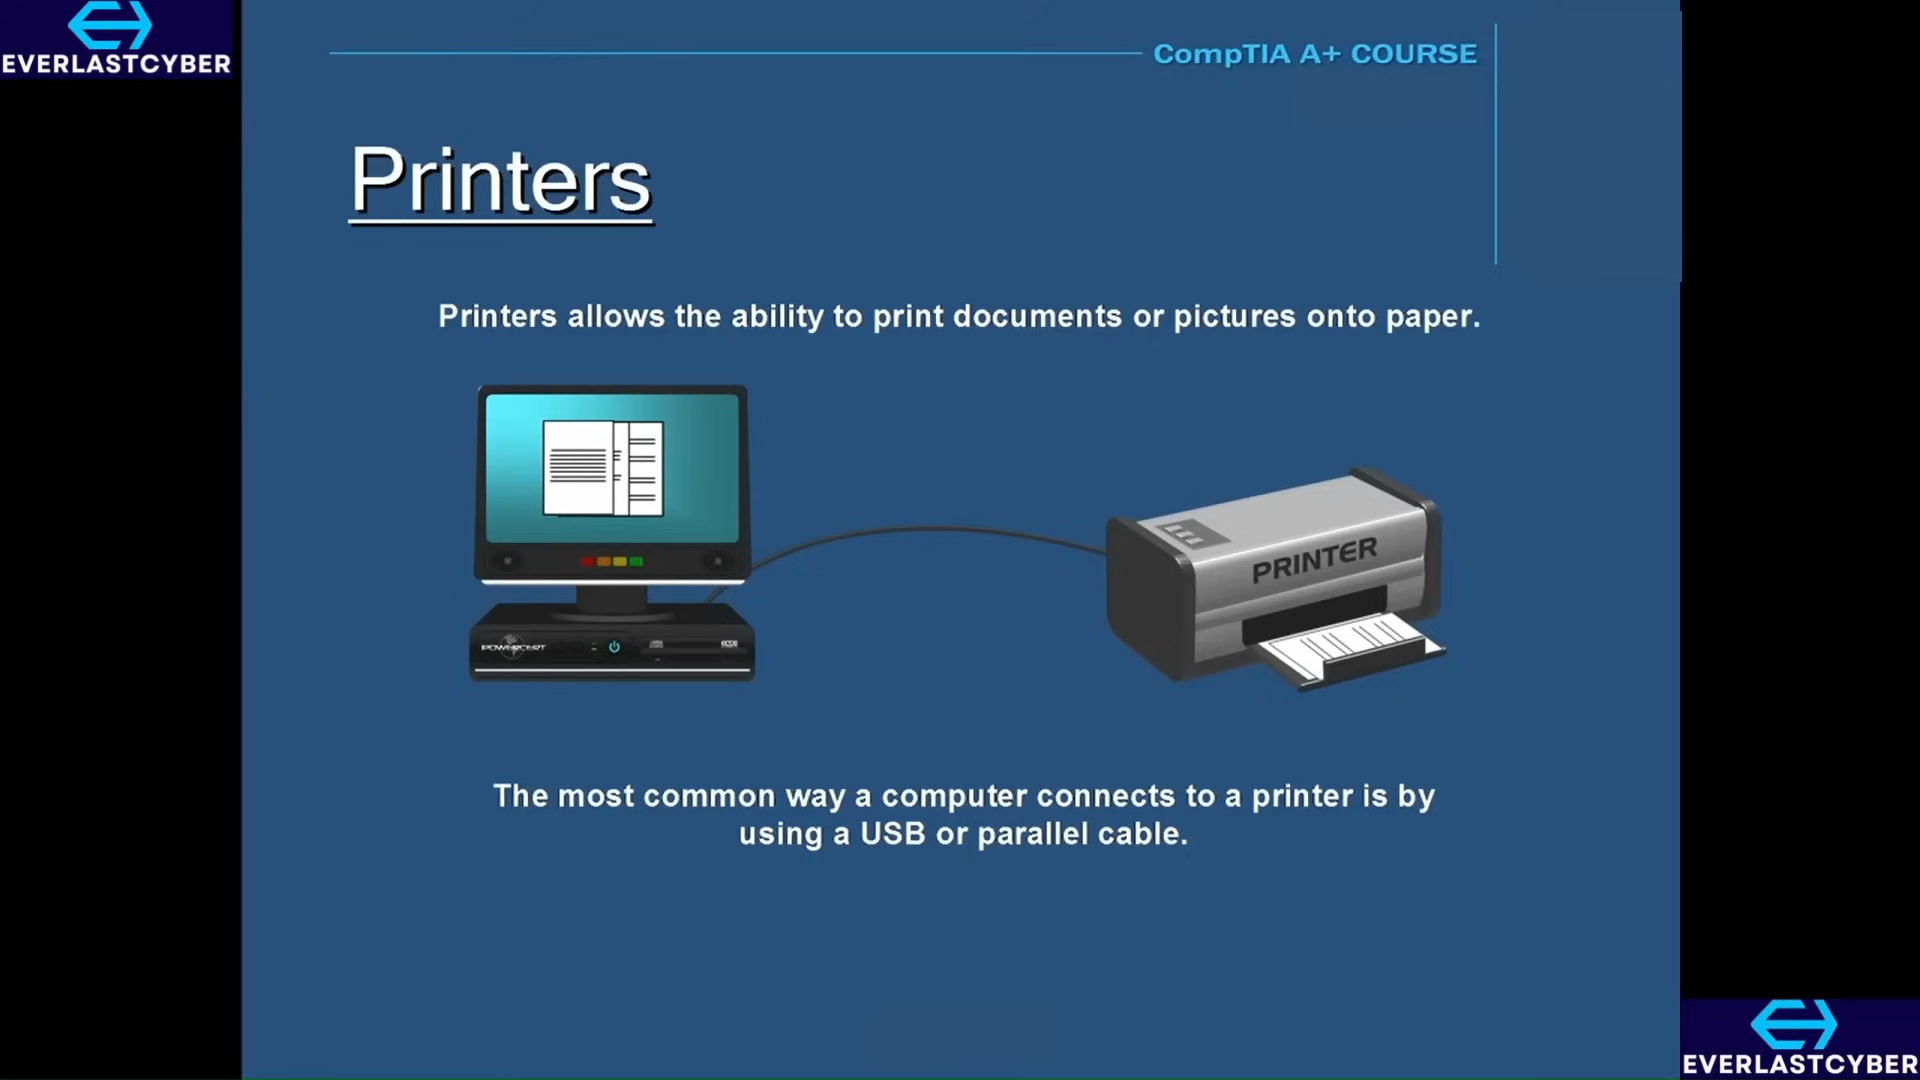 EVERLASTCYBER
CompTIA A+ COURSE
Printers
Printers allows the ability to print documents or pictures onto paper.
PRINTER
POWERCERT
The most common way a computer connects to a printer is by
using a USB or parallel cable.
EVERLASTCYBER